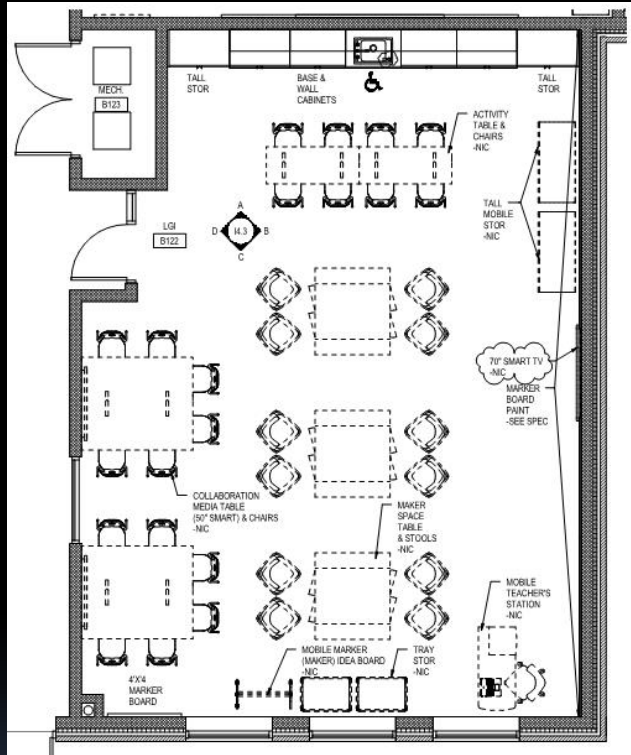 MECH.
B123
TALL
STOR
BASE &
WALL
CABINETS
TALL
STOR
ACTIVITY
TABLE &
CHAIRS
-NIC
LGI
B122
A
D
I4.3
B
C
TALL
MOBILE
STOR
-NIC
70" SMART TV
-NIC
MARKER
BOARD
PAINT
-SEE SPEC
COLLABORATION
MEDIA TABLE
(50" SMART) & CHAIRS
-NIC
MAKER
SPACE
TABLE
& STOOLS
-NIC
MOBILE
TEACHER'S
STATION
-NIC
MOBILE MARKER
(MAKER) IDEA BOARD
-NIC
TRAY
STOR
-NIC
4'X'4
MARKER
BOARD